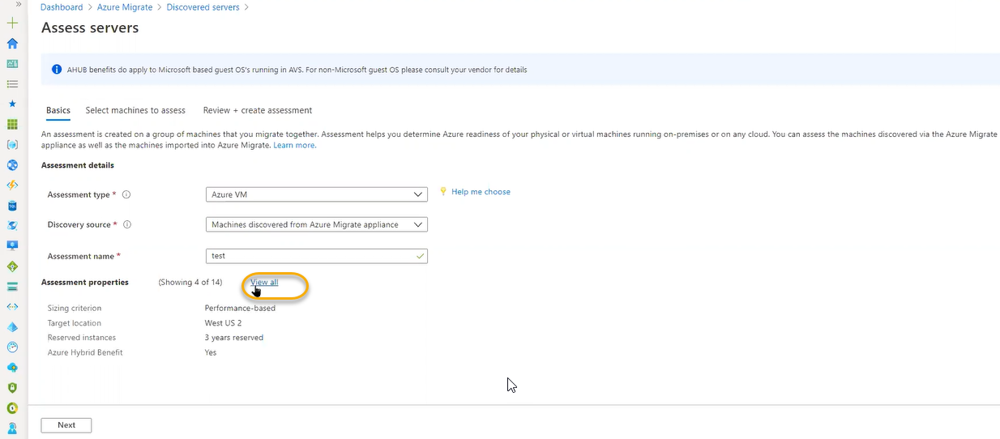 Dashboard > Azure Migrate > Discovered servers >
Assess servers
AHUB benefits do apply to Microsoft based guest OS's running in AVS. For non-Microsoft guest OS please consult your vendor for details
Basics Select machines to assess Review + create assessment
An assessment is created on a group of machines that you migrate together. Assessment helps you determine Azure readiness of your physical or virtual machines running on-premises or on any cloud. You can assess the machines discovered via the Azure Migrate
appliance as well as the machines imported into Azure Migrate. Learn more.
Assessment details
Assessment type * Azure VM Help me choose
Discovery source * Machines discovered from Azure Migrate appliance
Assessment name * test
Assessment properties (Showing 4 of 14) View all
Sizing criterion Performance-based
Target location West US 2
Reserved instances 3 years reserved
Azure Hybrid Benefit Yes
Next